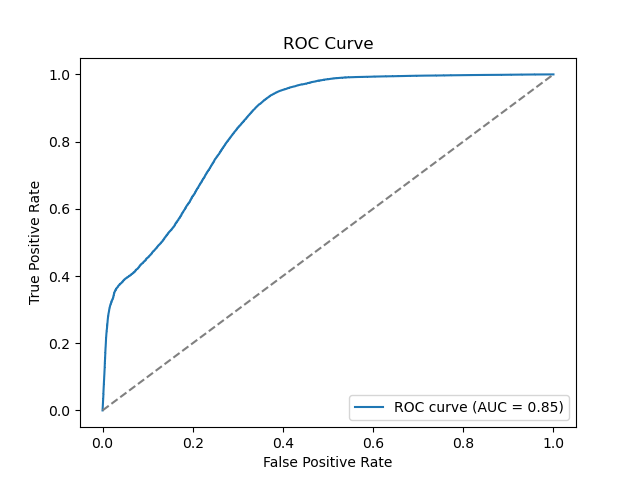 ROC Curve
1.0
0.8
0.6
0.4
0.2
0.0
True Positive Rate
ROC curve (AUC = 0.85)
0.0 0.2 0.4 0.6 0.8 1.0
False Positive Rate